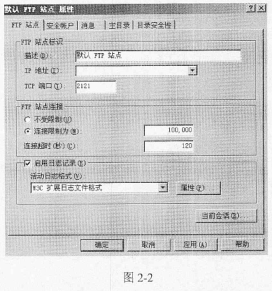 默认 FTP 站点 属性
FTP 站点 安全帐户 消息 主目录 目录安全性
FTP 站点标识
描述(D): 默认 FTP 站点
IP 地址(I):
TCP 端口(T): 2121
FTP 站点连接
不受限制(U)
连接限制为(M): 100,000
连接超时(秒)(C): 120
启用日志记录(E)
活动日志格式(V):
W3C 扩展日志文件格式 属性(P)
当前会话(S)...
确定 取消 应用(A) 帮助
图 2-2